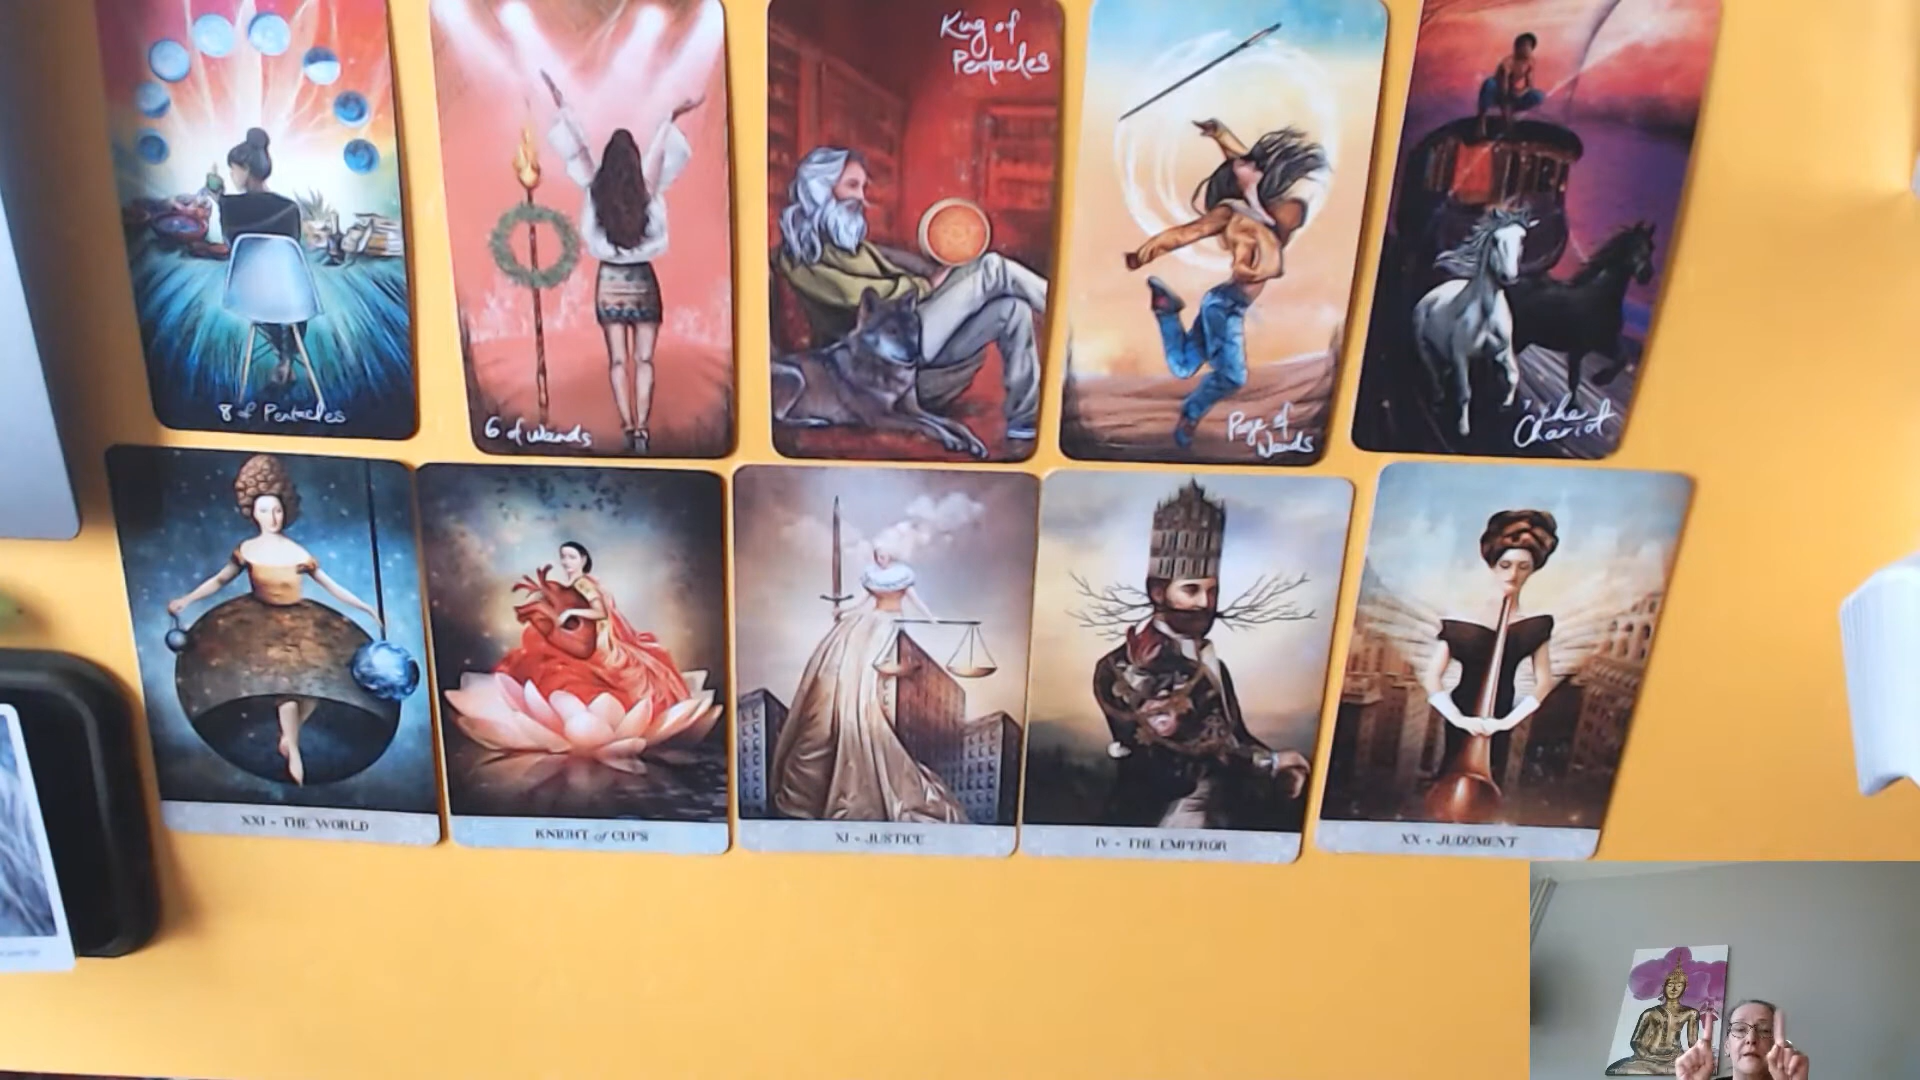 King of
Pentacles
8 of Pentacles
6 of Wands
Page of
Wands
The
Chariot
XXI - THE WORLD
KNIGHT of CUPS
XI - JUSTICE
IV - THE EMPEROR
XX - JUDGMENT